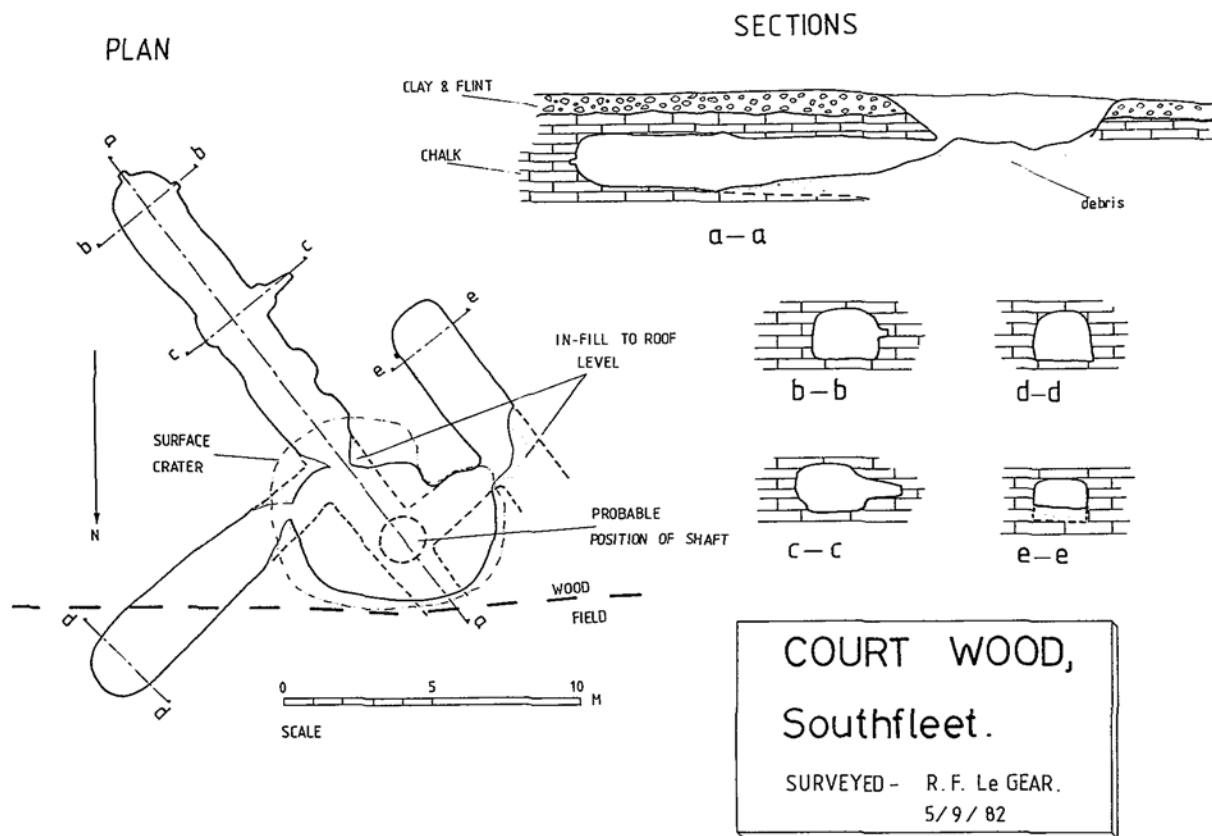 PLAN
SECTIONS
CLAY & FLINT
CHALK
debris
a — a
a
b
b
c
c
e
e
IN-FILL TO ROOF
LEVEL
b — b
d — d
SURFACE
CRATER
N
PROBABLE
POSITION OF SHAFT
c — c
e — e
WOOD
FIELD
a
d
d
0 5 10 M
SCALE
COURT WOOD,
Southfleet.
SURVEYED - R. F. Le GEAR.
5/9/82